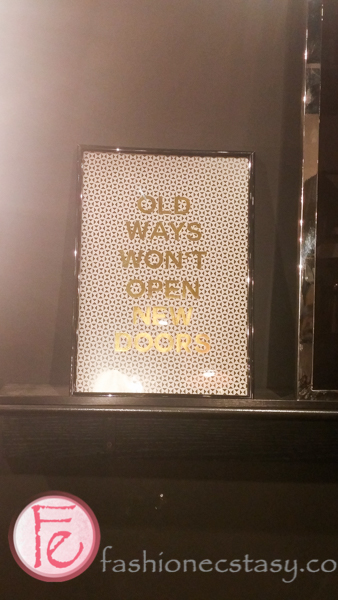 OLD
WAYS
WON'T
OPEN
NEW
DOORS
Fe
fashionecstasy.co